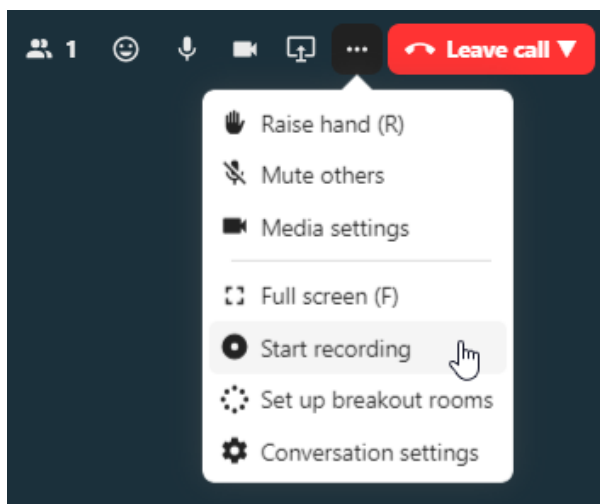 1 Leave call
Raise hand (R)
Mute others
Media settings
Full screen (F)
Start recording
Set up breakout rooms
Conversation settings